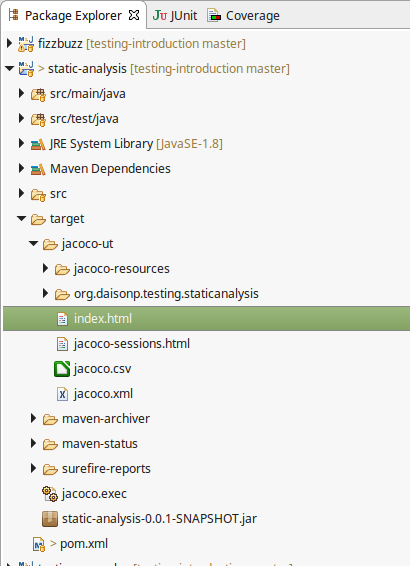 Package Explorer JUnit Coverage
fizzbuzz [testing-introduction master]
> static-analysis [testing-introduction master]
src/main/java
src/test/java
JRE System Library [JavaSE-1.8]
Maven Dependencies
src
target
jacoco-ut
jacoco-resources
org.daisonp.testing.staticanalysis
index.html
jacoco-sessions.html
jacoco.csv
jacoco.xml
maven-archiver
maven-status
surefire-reports
jacoco.exec
static-analysis-0.0.1-SNAPSHOT.jar
> pom.xml